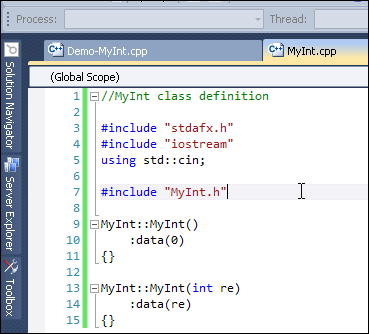 Process:
Thread:
Demo-MyInt.cpp
MyInt.cpp
(Global Scope)
Solution Navigator
Server Explorer
Toolbox
1 //MyInt class definition
2
3 #include "stdafx.h"
4 #include "iostream"
5 using std::cin;
6
7 #include "MyInt.h"
8
9 MyInt::MyInt()
10 :data(0)
11 {}
12
13 MyInt::MyInt(int re)
14 :data(re)
15 {}